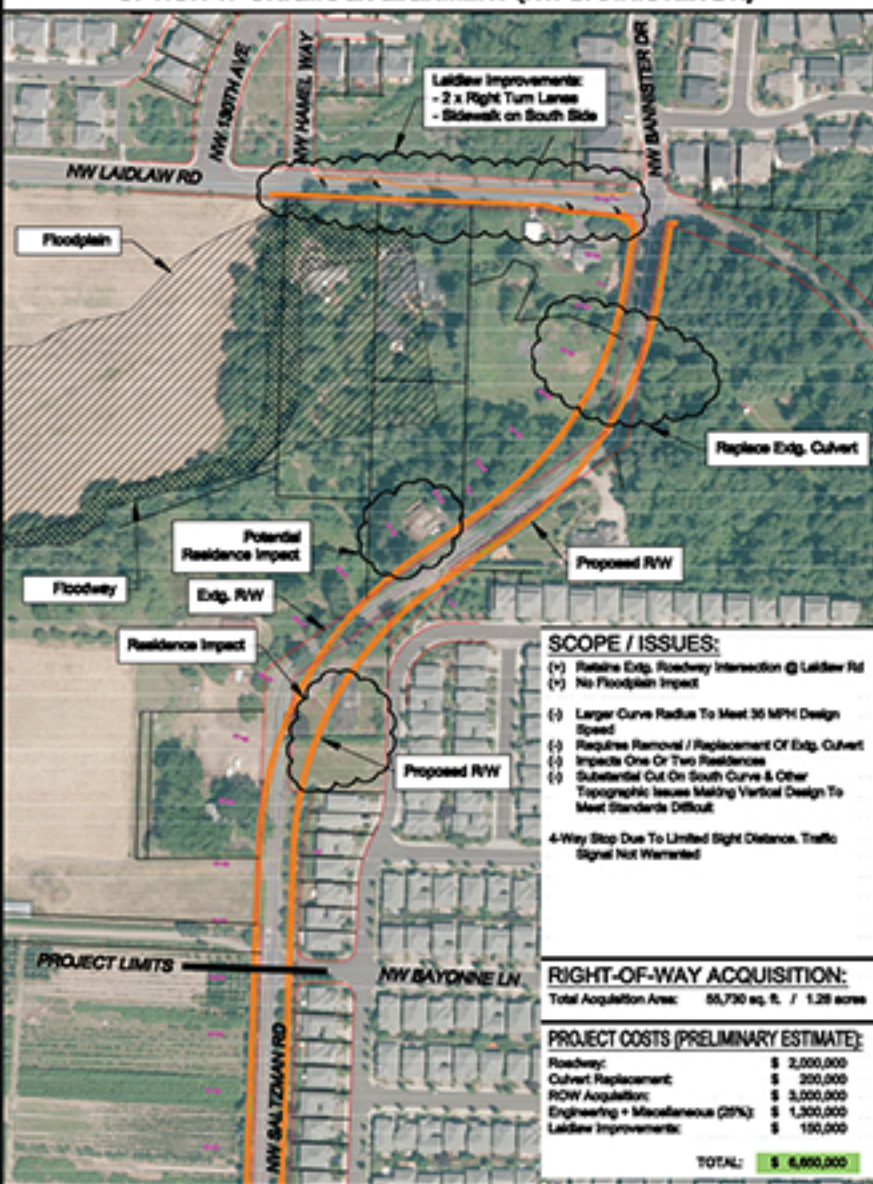 NW 130TH AVE
NW HAMEL WAY
NW BANNISTER DR
Laidlaw Improvements:
- 2 x Right Turn Lanes
- Sidewalk on South Side
NW LAIDLAW RD
Floodplain
Replace Extg. Culvert
Potential
Residence Impact
Proposed R/W
Floodway
Extg. R/W
Residence Impact
Proposed R/W
SCOPE / ISSUES:
(+) Retains Extg. Roadway Intersection @ Laidlaw Rd
(+) No Floodplain Impact
(-) Larger Curve Radius To Meet 35 MPH Design
Speed
(-) Requires Removal / Replacement Of Extg. Culvert
(-) Impacts One Or Two Residences
(-) Substantial Cut On South Curve & Other
Topographic Issues Making Vertical Design To
Meet Standards Difficult
4-Way Stop Due To Limited Sight Distance. Traffic
Signal Not Warranted
PROJECT LIMITS
NW BAYONNE LN
NW SALTZMAN RD
RIGHT-OF-WAY ACQUISITION:
Total Acquisition Area: 55,730 sq. ft. / 1.28 acres
PROJECT COSTS (PRELIMINARY ESTIMATE):
Roadway: $ 2,000,000
Culvert Replacement: $ 200,000
ROW Acquisition: $ 3,000,000
Engineering + Miscellaneous (25%): $ 1,300,000
Laidlaw Improvements: $ 150,000
TOTAL: $ 6,650,000